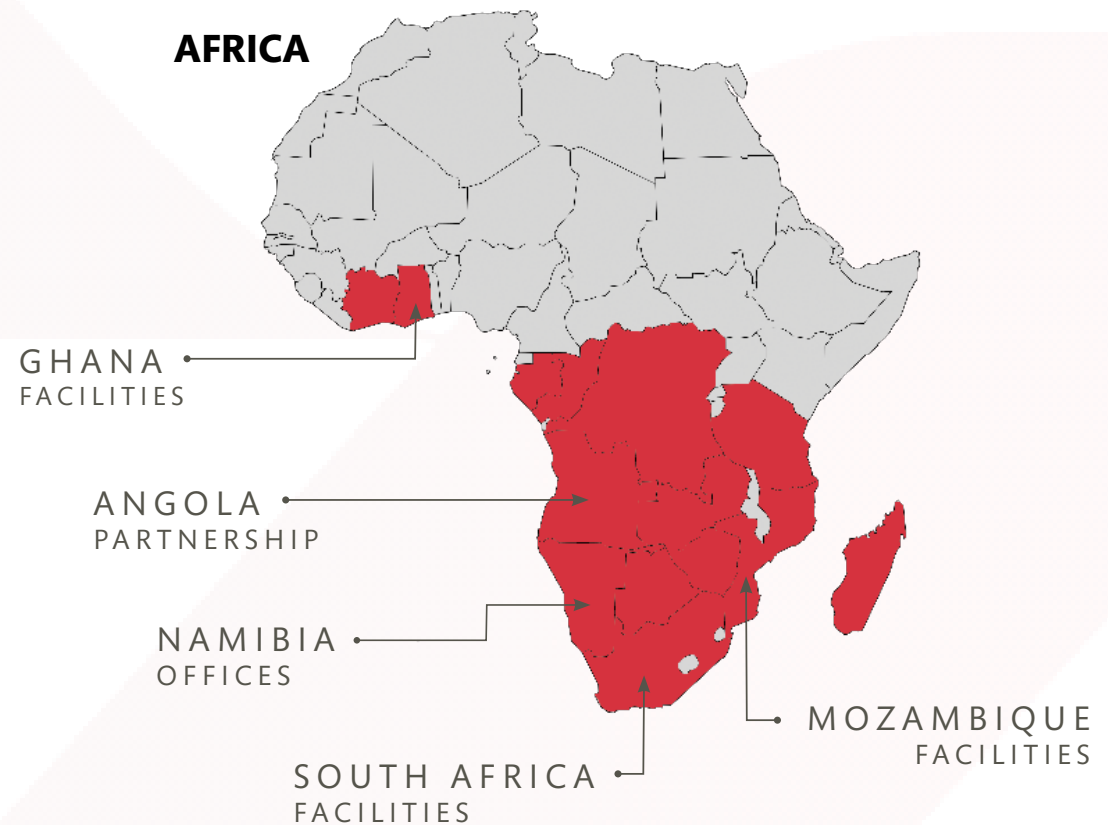 AFRICA
GHANA
FACILITIES
ANGOLA
PARTNERSHIP
NAMIBIA
OFFICES
MOZAMBIQUE
FACILITIES
SOUTH AFRICA
FACILITIES